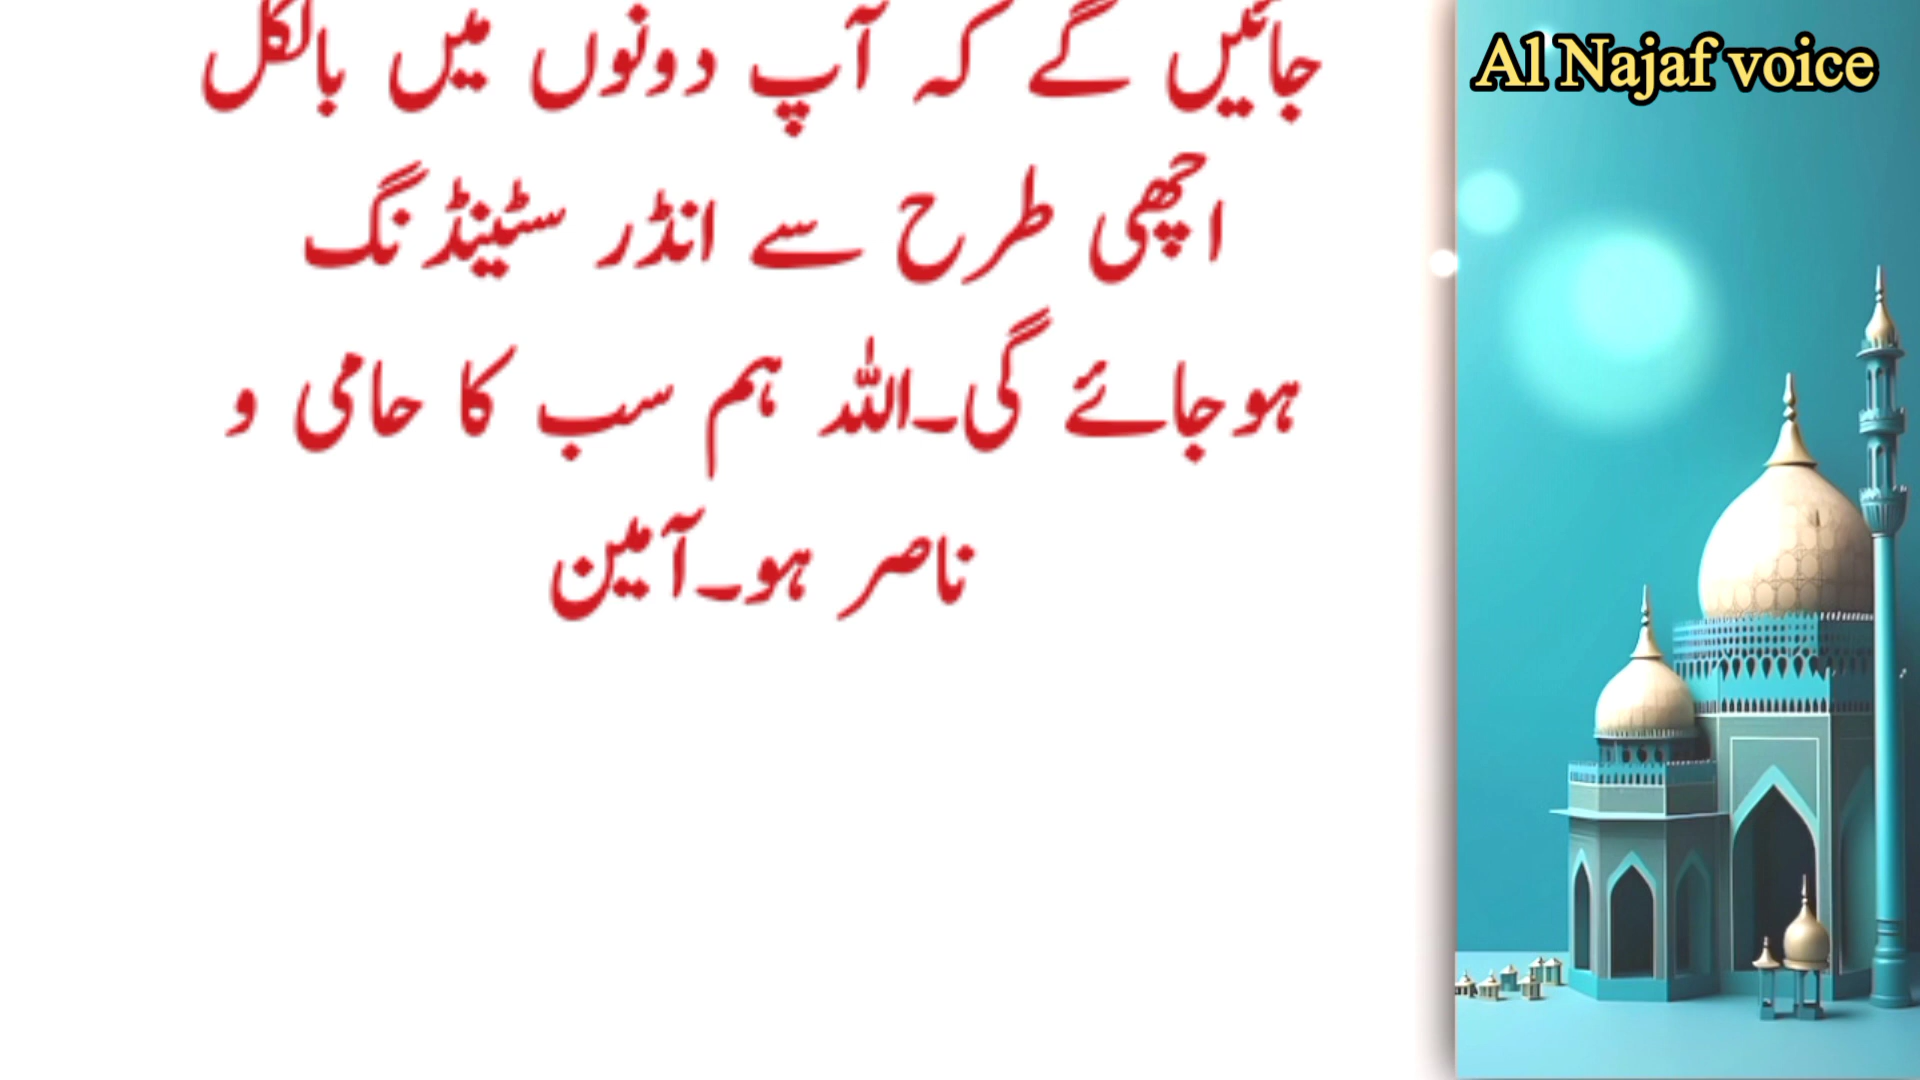 جائیں گے کہ آپ دونوں میں بالکل
اچھی طرح سے انڈر سٹینڈنگ
ہوجائے گی۔اللہ ہم سب کا حامی و
ناصر ہو۔آمین
Al Najaf voice